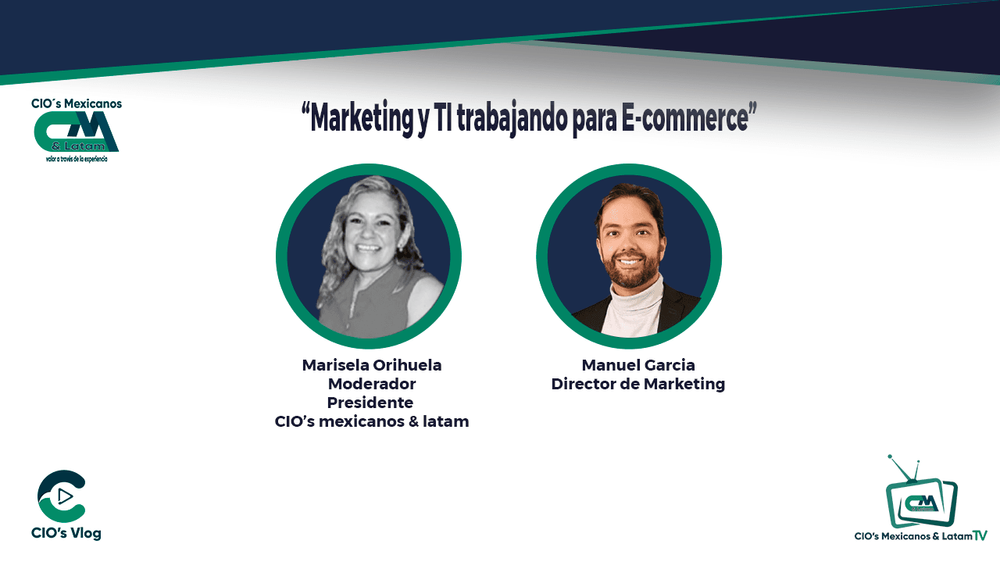 CIO´s Mexicanos
CM
& Latam
valor a través de la experiencia
“Marketing y TI trabajando para E-commerce”
Marisela Orihuela
Moderador
Presidente
CIO’s mexicanos & latam
Manuel Garcia
Director de Marketing
CIO’s Vlog
CM
CIO’s Mexicanos & Latam TV